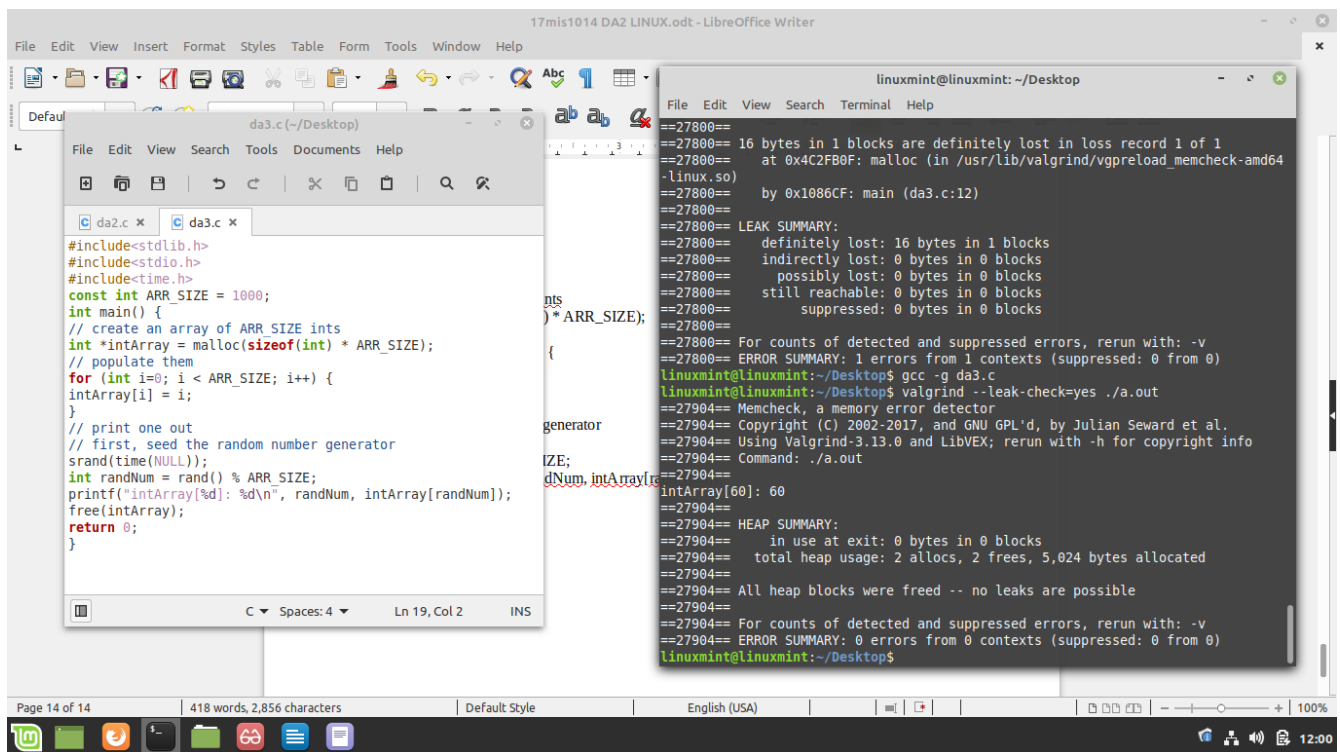 17mis1014 DA2 LINUX.odt - LibreOffice Writer
File Edit View Insert Format Styles Table Form Tools Window Help
da3.c (~/Desktop)
File Edit View Search Tools Documents Help
da2.c
da3.c
#include<stdlib.h>
#include<stdio.h>
#include<time.h>
const int ARR_SIZE = 1000;
int main() {
// create an array of ARR_SIZE ints
int *intArray = malloc(sizeof(int) * ARR_SIZE);
// populate them
for (int i=0; i < ARR_SIZE; i++) {
intArray[i] = i;
}
// print one out
// first, seed the random number generator
srand(time(NULL));
int randNum = rand() % ARR_SIZE;
printf("intArray[%d]: %d\n", randNum, intArray[randNum]);
free(intArray);
return 0;
}
C Spaces: 4 Ln 19, Col 2 INS
3
nts
) * ARR_SIZE);
{
generator
IZE;
dNum, intArray[ra
linuxmint@linuxmint: ~/Desktop
File Edit View Search Terminal Help
==27800==
==27800== 16 bytes in 1 blocks are definitely lost in loss record 1 of 1
==27800==    at 0x4C2FB0F: malloc (in /usr/lib/valgrind/vgpreload_memcheck-amd64
-linux.so)
==27800==    by 0x1086CF: main (da3.c:12)
==27800==
==27800== LEAK SUMMARY:
==27800==    definitely lost: 16 bytes in 1 blocks
==27800==    indirectly lost: 0 bytes in 0 blocks
==27800==      possibly lost: 0 bytes in 0 blocks
==27800==    still reachable: 0 bytes in 0 blocks
==27800==         suppressed: 0 bytes in 0 blocks
==27800==
==27800== For counts of detected and suppressed errors, rerun with: -v
==27800== ERROR SUMMARY: 1 errors from 1 contexts (suppressed: 0 from 0)
linuxmint@linuxmint:~/Desktop$ gcc -g da3.c
linuxmint@linuxmint:~/Desktop$ valgrind --leak-check=yes ./a.out
==27904== Memcheck, a memory error detector
==27904== Copyright (C) 2002-2017, and GNU GPL'd, by Julian Seward et al.
==27904== Using Valgrind-3.13.0 and LibVEX; rerun with -h for copyright info
==27904== Command: ./a.out
==27904==
intArray[60]: 60
==27904==
==27904== HEAP SUMMARY:
==27904==     in use at exit: 0 bytes in 0 blocks
==27904==   total heap usage: 2 allocs, 2 frees, 5,024 bytes allocated
==27904==
==27904== All heap blocks were freed -- no leaks are possible
==27904==
==27904== For counts of detected and suppressed errors, rerun with: -v
==27904== ERROR SUMMARY: 0 errors from 0 contexts (suppressed: 0 from 0)
linuxmint@linuxmint:~/Desktop$
Page 14 of 14 418 words, 2,856 characters Default Style English (USA) 100%
12:00